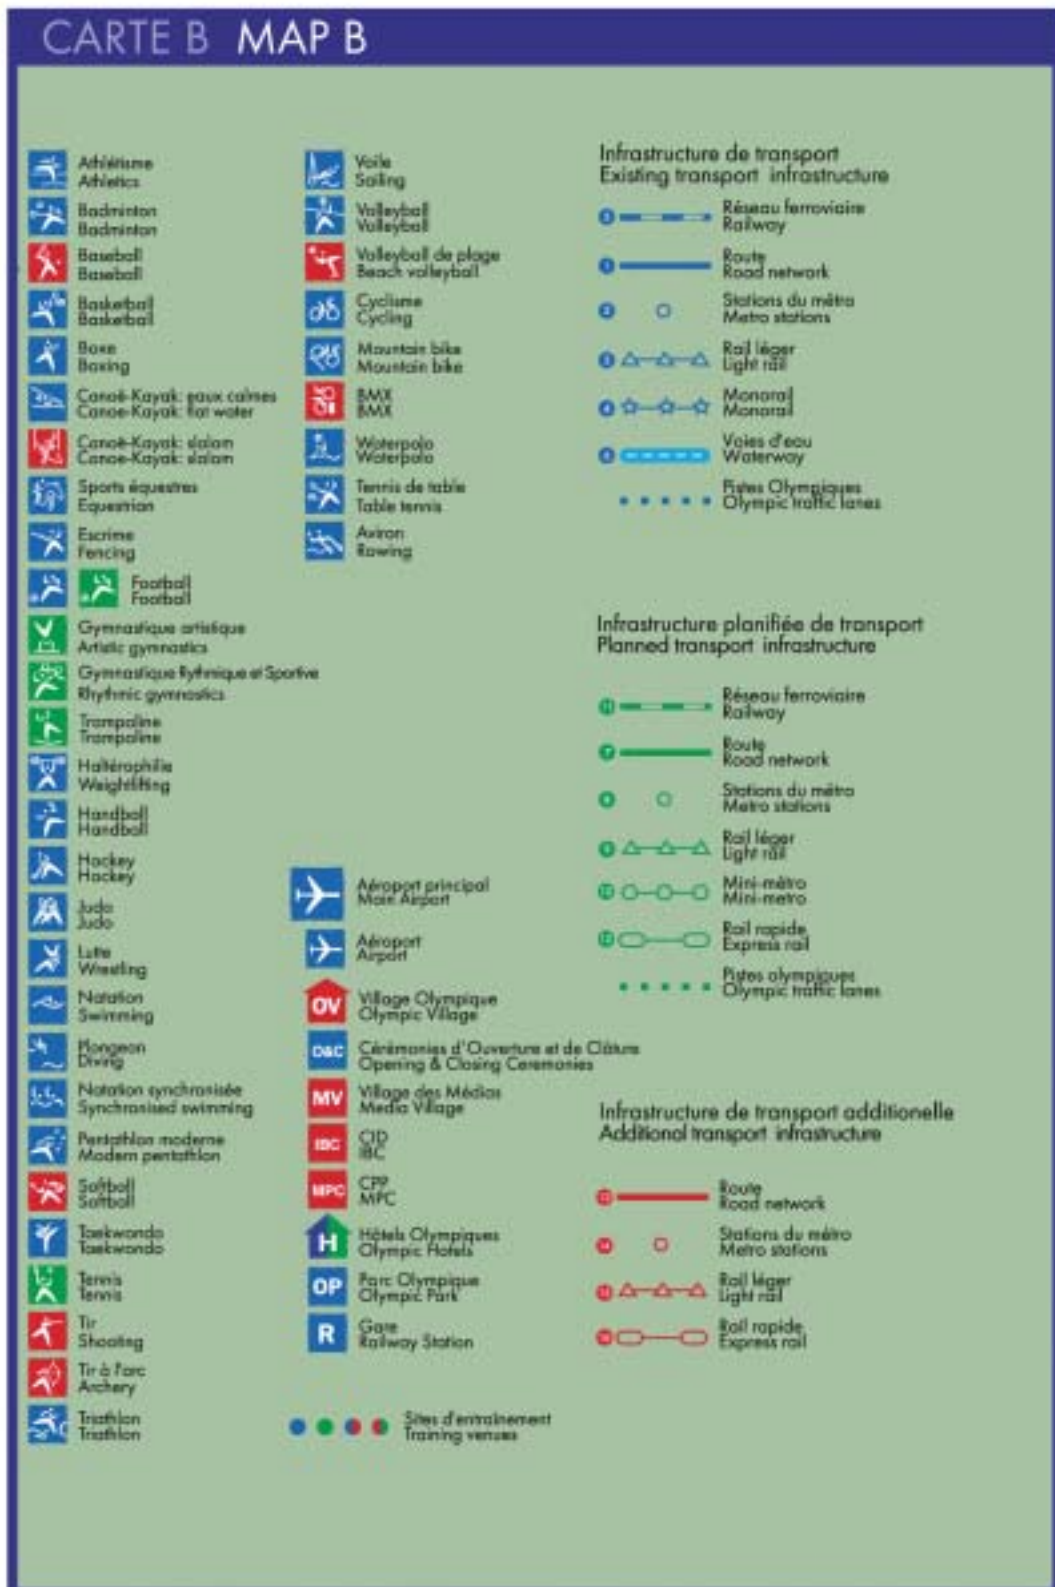 CARTE B MAP B
Athlétisme
Athletics
Badminton
Badminton
Baseball
Baseball
Basketball
Basketball
Boxe
Boxing
Canoë-Kayak: eaux calmes
Canoe-Kayak: flat water
Canoë-Kayak: slalom
Canoe-Kayak: slalom
Sports équestres
Equestrian
Escrime
Fencing
Football
Football
Gymnastique artistique
Artistic gymnastics
Gymnastique Rythmique et Sportive
Rhythmic gymnastics
Trampoline
Trampoline
Haltérophilie
Weightlifting
Handball
Handball
Hockey
Hockey
Judo
Judo
Lutte
Wrestling
Natation
Swimming
Plongeon
Diving
Natation synchronisée
Synchronised swimming
Pentathlon moderne
Modern pentathlon
Softball
Softball
Taekwondo
Taekwondo
Tennis
Tennis
Tir
Shooting
Tir à l'arc
Archery
Triathlon
Triathlon
Voile
Sailing
Volleyball
Volleyball
Volleyball de plage
Beach volleyball
Cyclisme
Cycling
Mountain bike
Mountain bike
BMX
BMX
Waterpolo
Waterpolo
Tennis de table
Table tennis
Aviron
Rowing
Aéroport principal
Main Airport
Aéroport
Airport
OV Village Olympique
Olympic Village
O&C Cérémonies d'Ouverture et de Clôture
Opening & Closing Ceremonies
MV Village des Médias
Media Village
IBC CID
IBC
MPC CPP
MPC
H Hôtels Olympiques
Olympic Hotels
OP Parc Olympique
Olympic Park
R Gare
Railway Station
Sites d'entraînement
Training venues
Infrastructure de transport
Existing transport infrastructure
Réseau ferroviaire
Railway
1 Route
Road network
2 Stations du métro
Metro stations
3 Rail léger
Light rail
4 Monorail
Monorail
Voies d'eau
Waterway
Pistes Olympiques
Olympic traffic lanes
Infrastructure planifiée de transport
Planned transport infrastructure
Réseau ferroviaire
Railway
7 Route
Road network
Stations du métro
Metro stations
9 Rail léger
Light rail
Mini-métro
Mini-metro
Rail rapide
Express rail
Pistes olympiques
Olympic traffic lanes
Infrastructure de transport additionelle
Additional transport infrastructure
Route
Road network
Stations du métro
Metro stations
Rail léger
Light rail
Rail rapide
Express rail